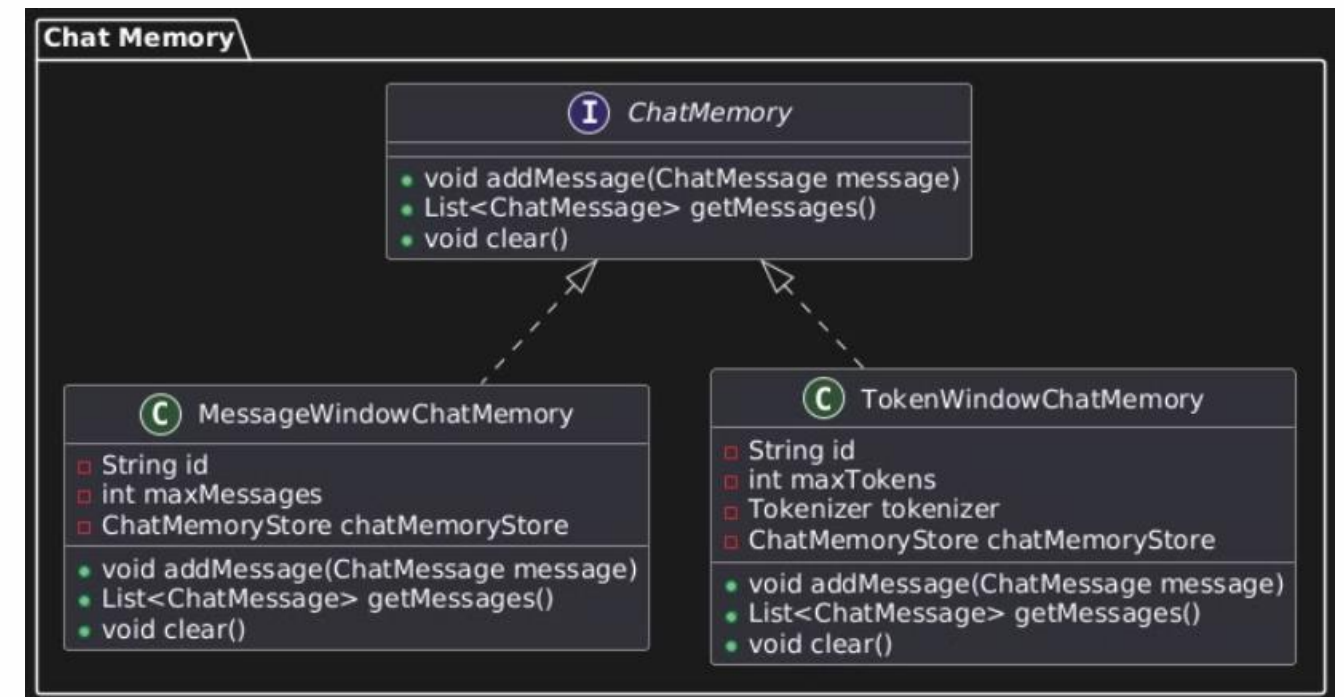 Chat Memory
I ChatMemory
void addMessage(ChatMessage message)
List<ChatMessage> getMessages()
void clear()
C MessageWindowChatMemory
String id
int maxMessages
ChatMemoryStore chatMemoryStore
void addMessage(ChatMessage message)
List<ChatMessage> getMessages()
void clear()
C TokenWindowChatMemory
String id
int maxTokens
Tokenizer tokenizer
ChatMemoryStore chatMemoryStore
void addMessage(ChatMessage message)
List<ChatMessage> getMessages()
void clear()